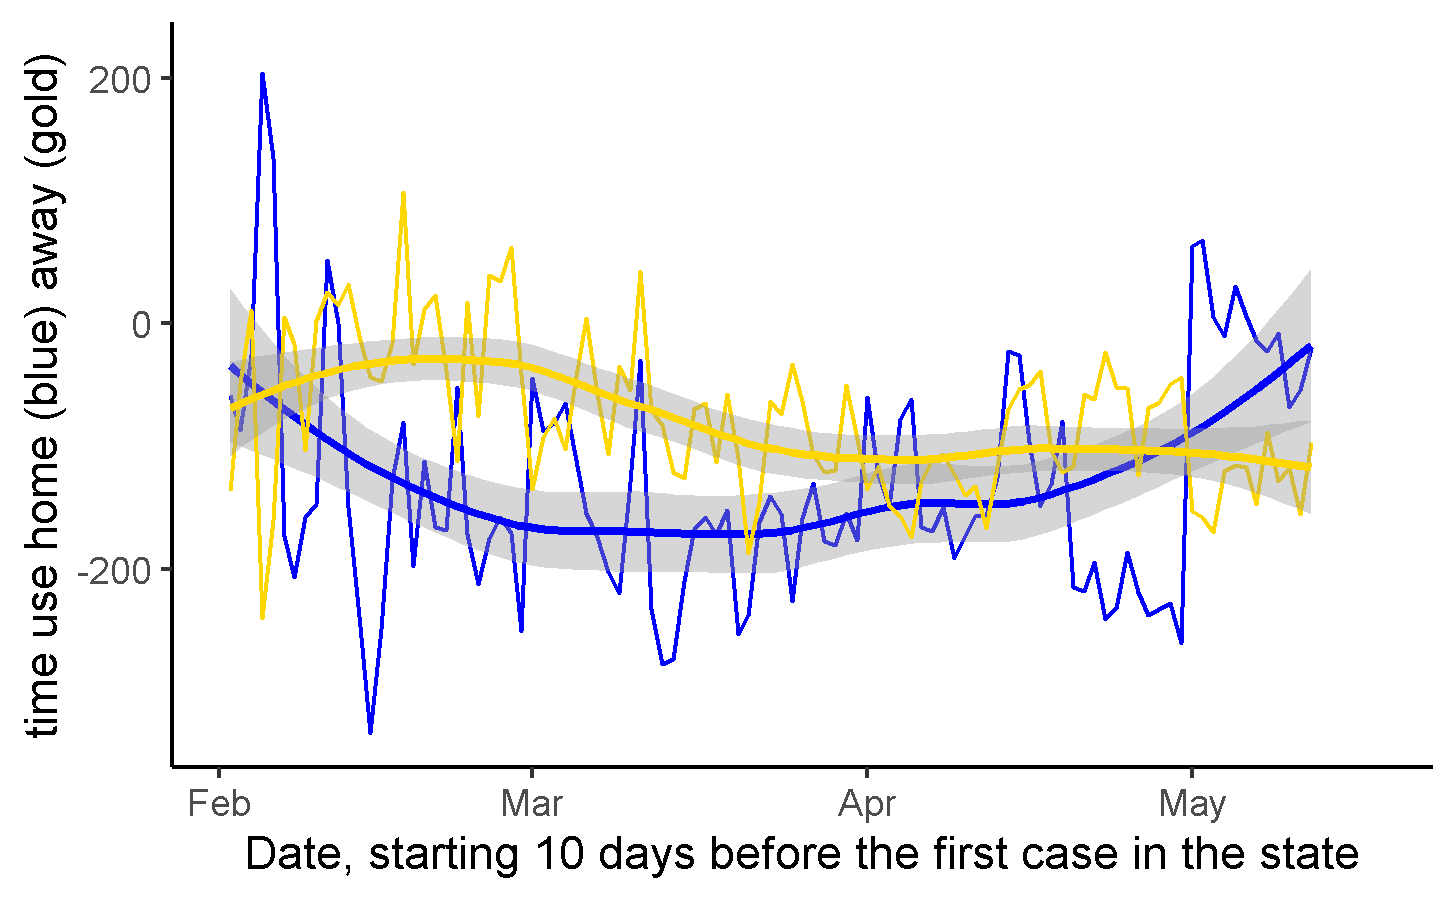 time use home (blue) away (gold)
200
0
-200
Feb Mar Apr May
Date, starting 10 days before the first case in the state